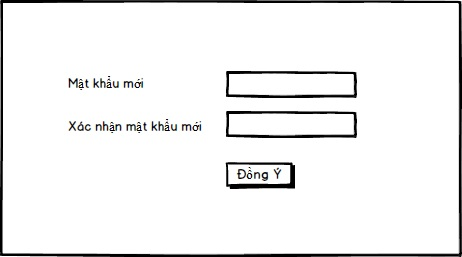 Mật khẩu mới
Xác nhận mật khẩu mới
Đồng Ý